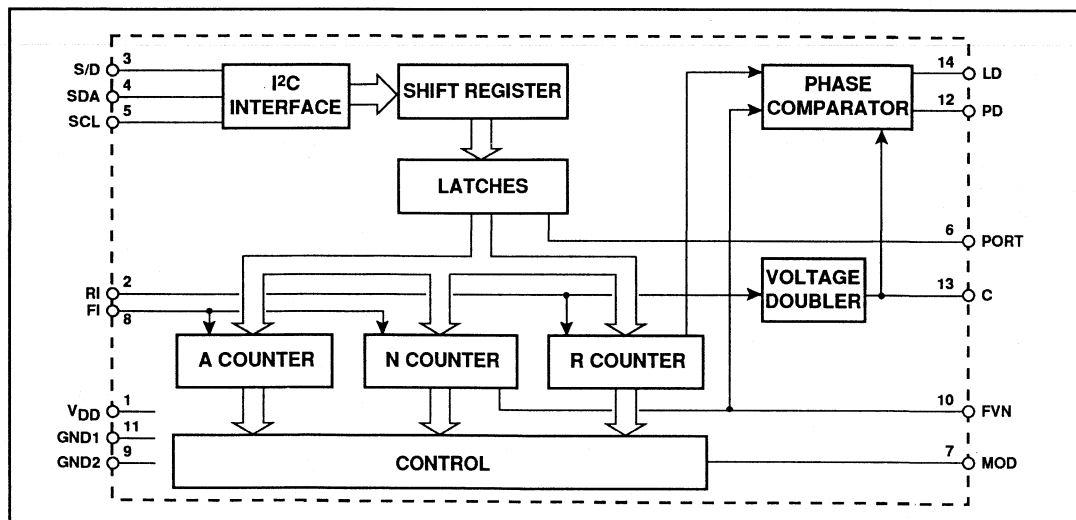 S/D
3
SDA
4
SCL
5
I²C
INTERFACE
SHIFT REGISTER
LATCHES
PHASE
COMPARATOR
14
LD
12
PD
6
PORT
RI
2
FI
8
VOLTAGE
DOUBLER
13
C
A COUNTER
N COUNTER
R COUNTER
VDD
1
GND1
11
GND2
9
CONTROL
10
FVN
7
MOD